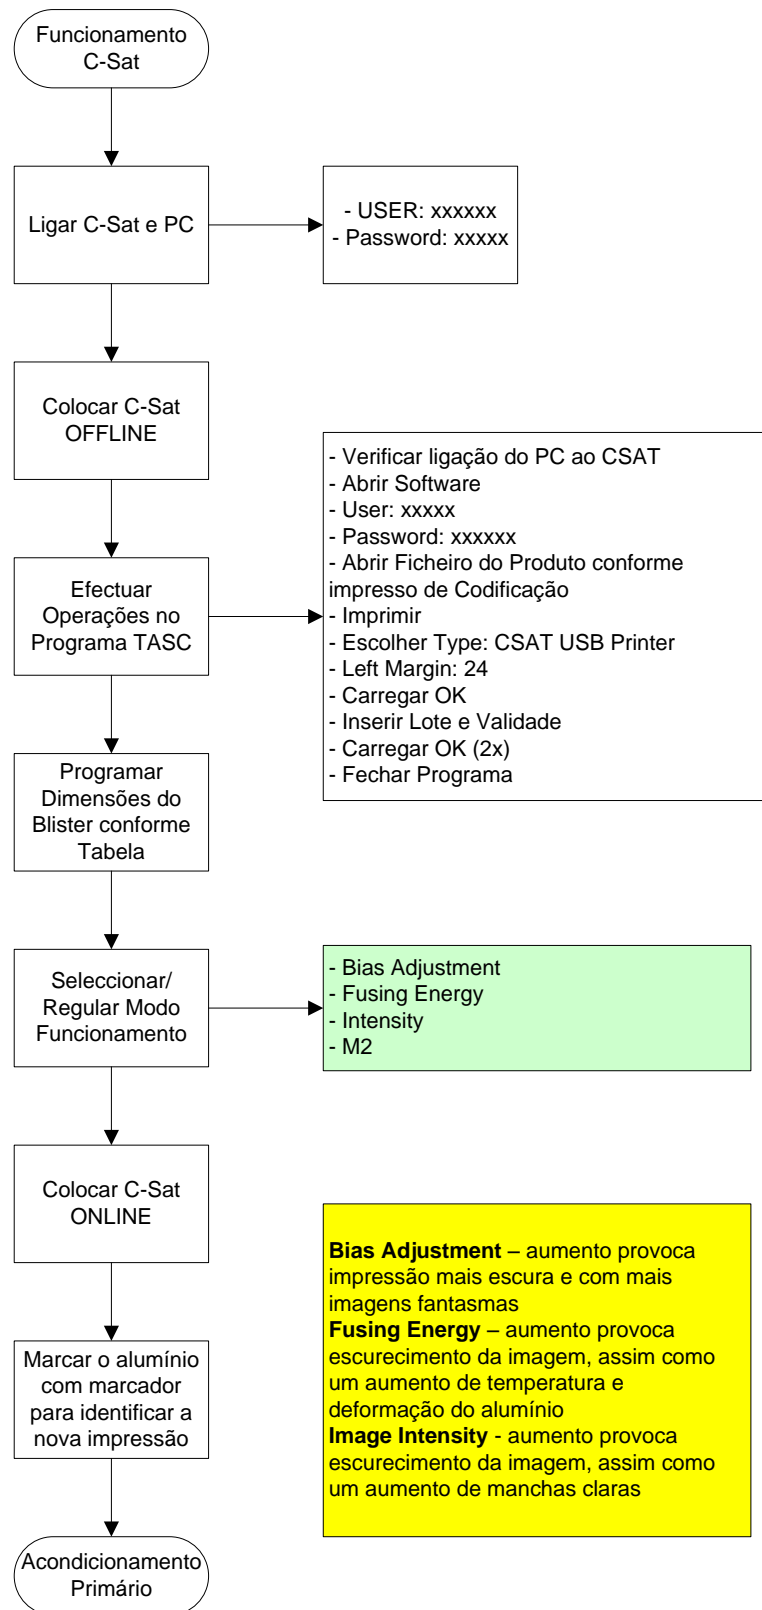 Funcionamento
C-Sat
Ligar C-Sat e PC
- USER: xxxxxx
- Password: xxxxx
Colocar C-Sat
OFFLINE
Efectuar
Operações no
Programa TASC
- Verificar ligação do PC ao CSAT
- Abrir Software
- User: xxxxx
- Password: xxxxxx
- Abrir Ficheiro do Produto conforme
impresso de Codificação
- Imprimir
- Escolher Type: CSAT USB Printer
- Left Margin: 24
- Carregar OK
- Inserir Lote e Validade
- Carregar OK (2x)
- Fechar Programa
Programar
Dimensões do
Blister conforme
Tabela
Seleccionar/
Regular Modo
Funcionamento
- Bias Adjustment
- Fusing Energy
- Intensity
- M2
Colocar C-Sat
ONLINE
Bias Adjustment – aumento provoca
impressão mais escura e com mais
imagens fantasmas
Fusing Energy – aumento provoca
escurecimento da imagem, assim como
um aumento de temperatura e
deformação do alumínio
Image Intensity - aumento provoca
escurecimento da imagem, assim como
um aumento de manchas claras
Marcar o alumínio
com marcador
para identificar a
nova impressão
Acondicionamento
Primário